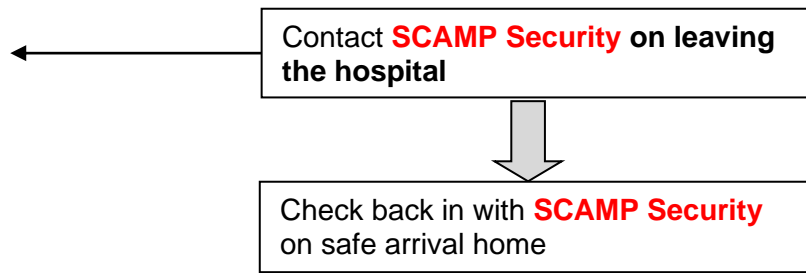 Contact SCAMP Security on leaving
the hospital
Check back in with SCAMP Security
on safe arrival home